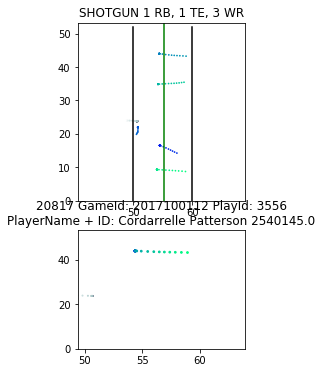 SHOTGUN 1 RB, 1 TE, 3 WR
50
40
30
20
10
0
50 60
20817 GameId: 2017100112 PlayId: 3556
PlayerName + ID: Cordarrelle Patterson 2540145.0
40
20
0
50 55 60